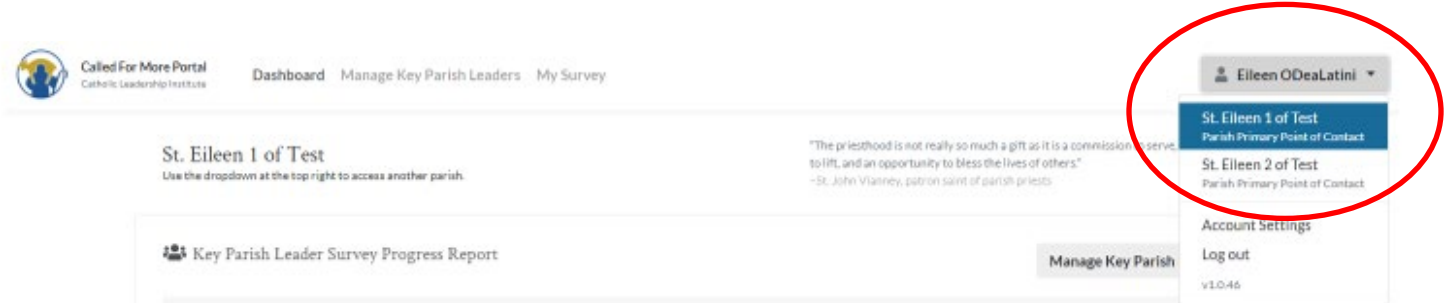 Called For More Portal
Catholic Leadership Institute
Dashboard Manage Key Parish Leaders My Survey
Eileen ODeaLatini
St. Eileen 1 of Test
Parish Primary Point of Contact
St. Eileen 2 of Test
Parish Primary Point of Contact
Account Settings
Log out
v1.0.46
St. Eileen 1 of Test
Use the dropdown at the top right to access another parish.
"The priesthood is not really so much a gift as it is a commission to serve,
to lift, and an opportunity to bless the lives of others."
–St. John Vianney, patron saint of parish priests
Key Parish Leader Survey Progress Report
Manage Key Parish